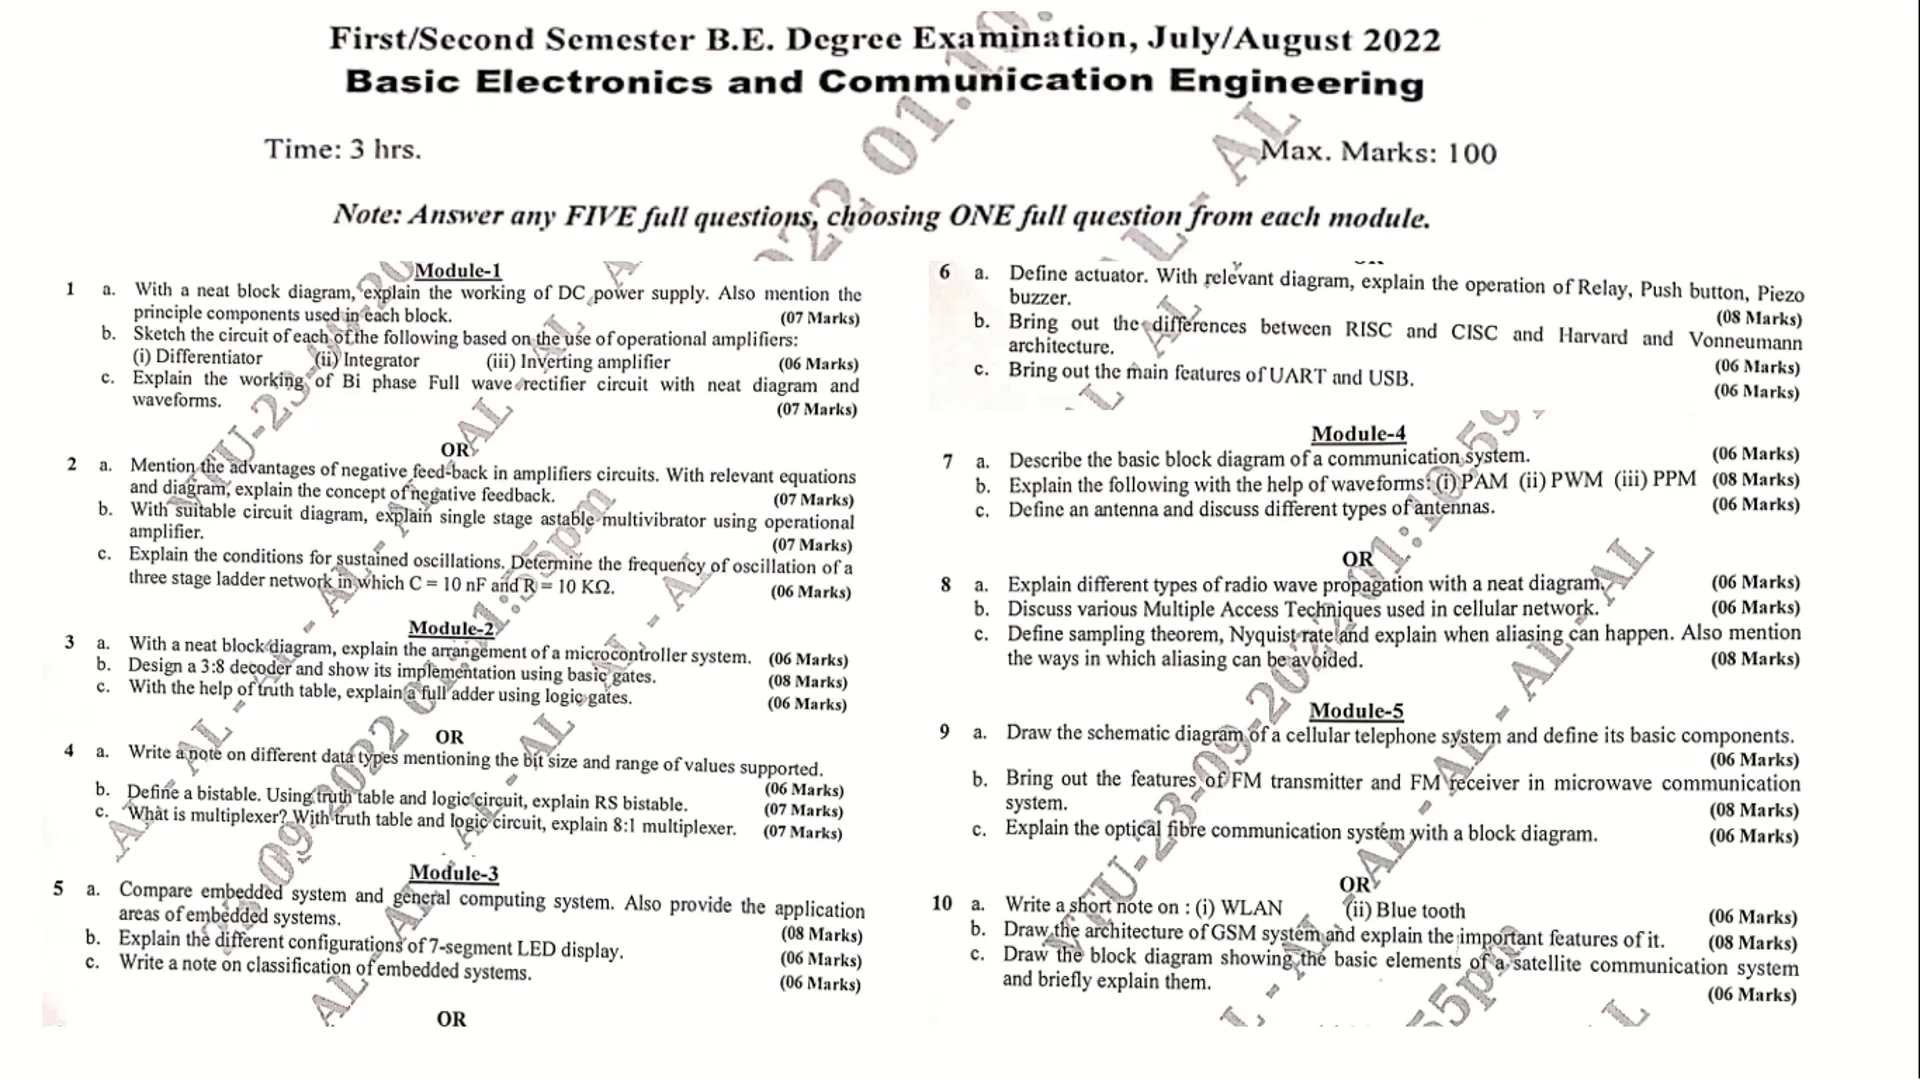 First/Second Semester B.E. Degree Examination, July/August 2022
Basic Electronics and Communication Engineering
Time: 3 hrs.
Max. Marks: 100
Note: Answer any FIVE full questions, choosing ONE full question from each module.
Module-1
1 a. With a neat block diagram, explain the working of DC power supply. Also mention the
principle components used in each block. (07 Marks)
b. Sketch the circuit of each of the following based on the use of operational amplifiers:
(i) Differentiator (ii) Integrator (iii) Inverting amplifier (06 Marks)
c. Explain the working of Bi phase Full wave rectifier circuit with neat diagram and
waveforms. (07 Marks)
OR
2 a. Mention the advantages of negative feed-back in amplifiers circuits. With relevant equations
and diagram, explain the concept of negative feedback. (07 Marks)
b. With suitable circuit diagram, explain single stage astable multivibrator using operational
amplifier. (07 Marks)
c. Explain the conditions for sustained oscillations. Determine the frequency of oscillation of a
three stage ladder network in which C = 10 nF and R = 10 KΩ. (06 Marks)
Module-2
3 a. With a neat block diagram, explain the arrangement of a microcontroller system. (06 Marks)
b. Design a 3:8 decoder and show its implementation using basic gates. (08 Marks)
c. With the help of truth table, explain a full adder using logic gates. (06 Marks)
OR
4 a. Write a note on different data types mentioning the bit size and range of values supported.
(06 Marks)
b. Define a bistable. Using truth table and logic circuit, explain RS bistable. (07 Marks)
c. What is multiplexer? With truth table and logic circuit, explain 8:1 multiplexer. (07 Marks)
Module-3
5 a. Compare embedded system and general computing system. Also provide the application
areas of embedded systems. (08 Marks)
b. Explain the different configurations of 7-segment LED display. (06 Marks)
c. Write a note on classification of embedded systems. (06 Marks)
OR
6 a. Define actuator. With relevant diagram, explain the operation of Relay, Push button, Piezo
buzzer. (08 Marks)
b. Bring out the differences between RISC and CISC and Harvard and Vonneumann
architecture. (06 Marks)
c. Bring out the main features of UART and USB. (06 Marks)
Module-4
7 a. Describe the basic block diagram of a communication system. (06 Marks)
b. Explain the following with the help of waveforms: (i) PAM (ii) PWM (iii) PPM (08 Marks)
c. Define an antenna and discuss different types of antennas. (06 Marks)
OR
8 a. Explain different types of radio wave propagation with a neat diagram. (06 Marks)
b. Discuss various Multiple Access Techniques used in cellular network. (06 Marks)
c. Define sampling theorem, Nyquist rate and explain when aliasing can happen. Also mention
the ways in which aliasing can be avoided. (08 Marks)
Module-5
9 a. Draw the schematic diagram of a cellular telephone system and define its basic components.
(06 Marks)
b. Bring out the features of FM transmitter and FM receiver in microwave communication
system. (08 Marks)
c. Explain the optical fibre communication system with a block diagram. (06 Marks)
OR
10 a. Write a short note on : (i) WLAN (ii) Blue tooth (06 Marks)
b. Draw the architecture of GSM system and explain the important features of it. (08 Marks)
c. Draw the block diagram showing the basic elements of a satellite communication system
and briefly explain them. (06 Marks)